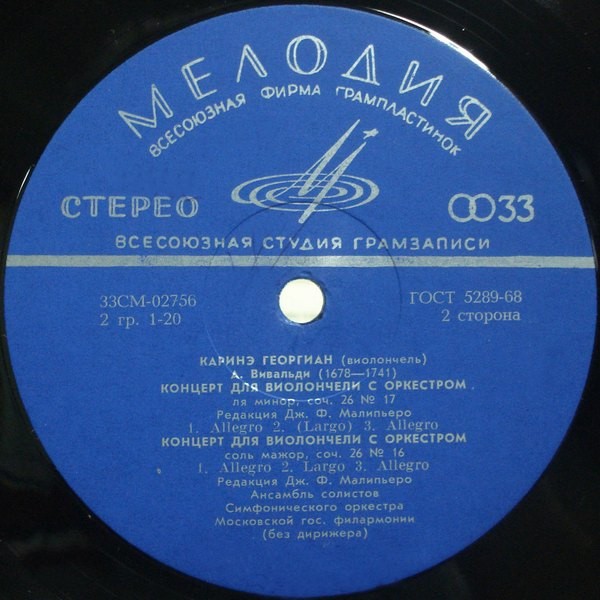 МЕЛОДИЯ
ВСЕСОЮЗНАЯ ФИРМА ГРАМПЛАСТИНОК
СТЕРЕО
33
ВСЕСОЮЗНАЯ СТУДИЯ ГРАМЗАПИСИ
33СМ-02756
ГОСТ 5289-68
2 гр. 1-20
2 сторона
КАРИНЭ ГЕОРГИАН (виолончель)
А. Вивальди (1678—1741)
КОНЦЕРТ ДЛЯ ВИОЛОНЧЕЛИ С ОРКЕСТРОМ
ля минор, соч. 26 № 17
Редакция Дж. Ф. Малипьеро
1. Allegro 2. (Largo) 3. Allegro
КОНЦЕРТ ДЛЯ ВИОЛОНЧЕЛИ С ОРКЕСТРОМ
соль мажор, соч. 26 № 16
1. Allegro 2. Largo 3. Allegro
Редакция Дж. Ф. Малипьеро
Ансамбль солистов
Симфонического оркестра
Московской гос. филармонии
(без дирижера)